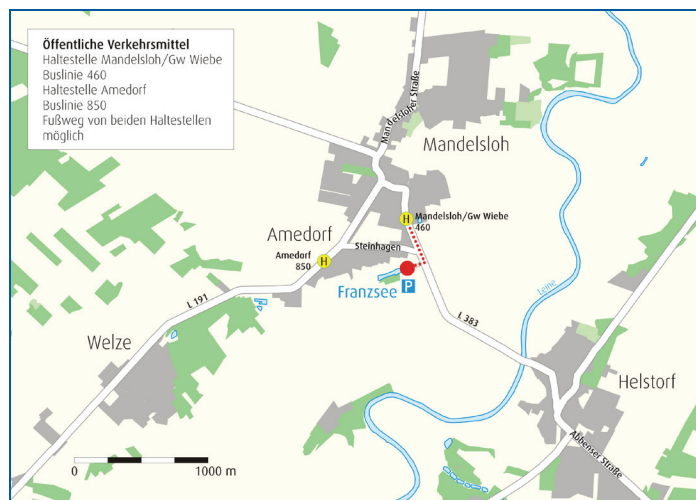 Öffentliche Verkehrsmittel
Haltestelle Mandelsloh/Gw Wiebe
Buslinie 460
Haltestelle Amedorf
Buslinie 850
Fußweg von beiden Haltestellen
möglich
Mandelsloher Straße
Mandelsloh
H
Mandelsloh/Gw Wiebe
460
Amedorf
Steinhagen
Amedorf
850
H
Franzsee
P
Leine
L 191
L 383
Welze
Helstorf
Abbenser Straße
0
1000 m